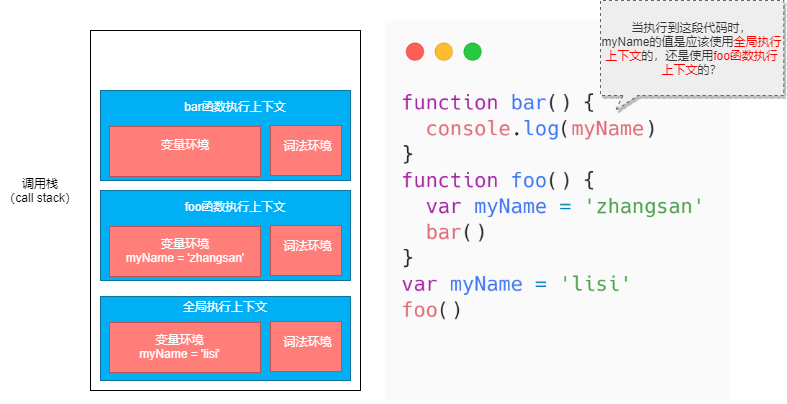 当执行到这段代码时，
myName的值是应该使用全局执行
上下文的，还是使用foo函数执行
上下文的？
调用栈
（call stack）
bar函数执行上下文
变量环境
词法环境
foo函数执行上下文
变量环境
myName = 'zhangsan'
词法环境
全局执行上下文
变量环境
myName = 'lisi'
词法环境
function bar() {
  console.log(myName)
}
function foo() {
  var myName = 'zhangsan'
  bar()
}
var myName = 'lisi'
foo()